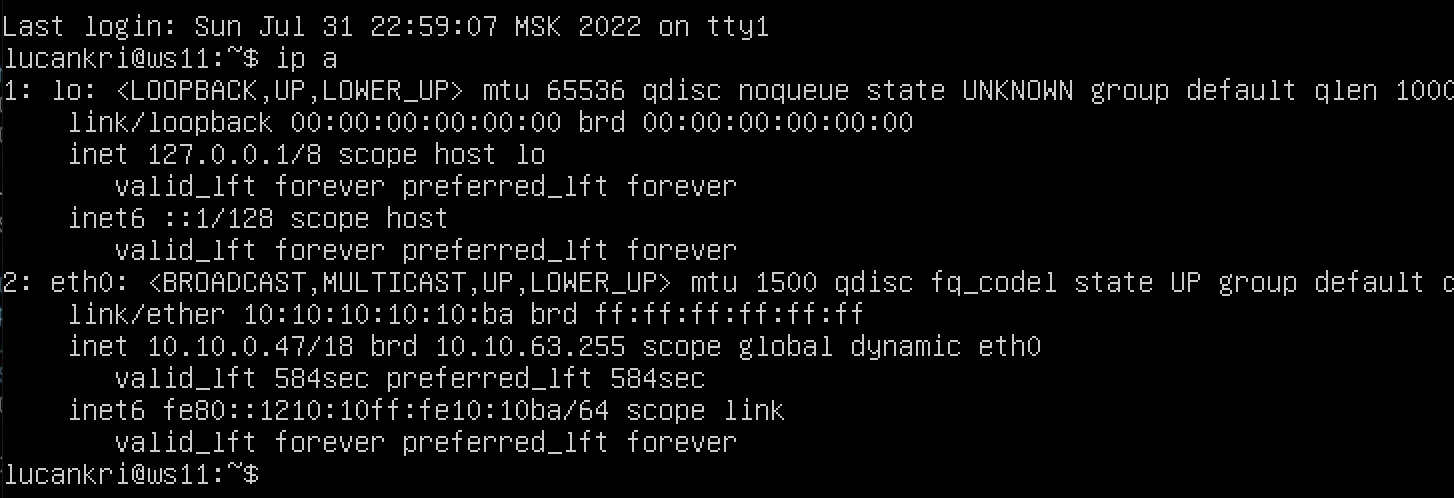 Last login: Sun Jul 31 22:59:07 MSK 2022 on tty1
lucankri@ws11:~$ ip a
1: lo: <LOOPBACK,UP,LOWER_UP> mtu 65536 qdisc noqueue state UNKNOWN group default qlen 1000
link/loopback 00:00:00:00:00:00 brd 00:00:00:00:00:00
inet 127.0.0.1/8 scope host lo
valid_lft forever preferred_lft forever
inet6 ::1/128 scope host
valid_lft forever preferred_lft forever
2: eth0: <BROADCAST,MULTICAST,UP,LOWER_UP> mtu 1500 qdisc fq_codel state UP group default
link/ether 10:10:10:10:10:ba brd ff:ff:ff:ff:ff:ff
inet 10.10.0.47/18 brd 10.10.63.255 scope global dynamic eth0
valid_lft 584sec preferred_lft 584sec
inet6 fe80::1210:10ff:fe10:10ba/64 scope link
valid_lft forever preferred_lft forever
lucankri@ws11:~$